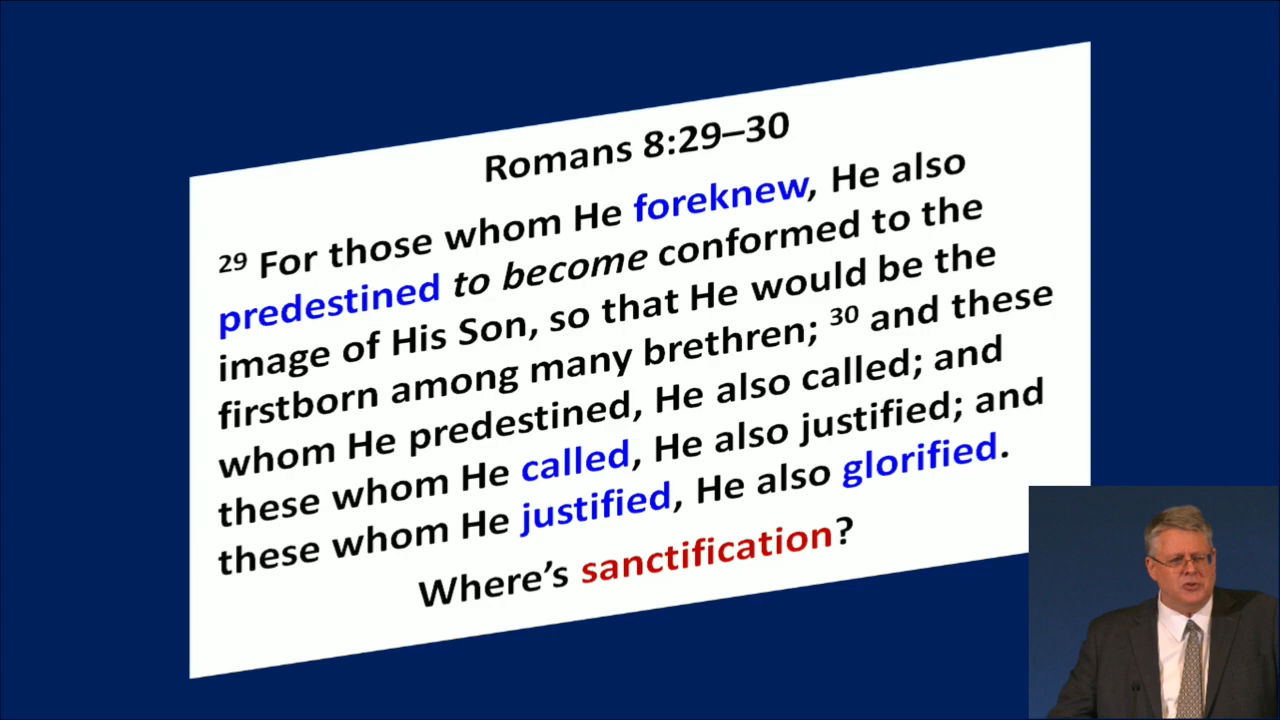 Romans 8:29–30
29 For those whom He foreknew, He also
predestined to become conformed to the
image of His Son, so that He would be the
firstborn among many brethren; 30 and these
whom He predestined, He also called; and
these whom He called, He also justified; and
these whom He justified, He also glorified.
Where’s sanctification?